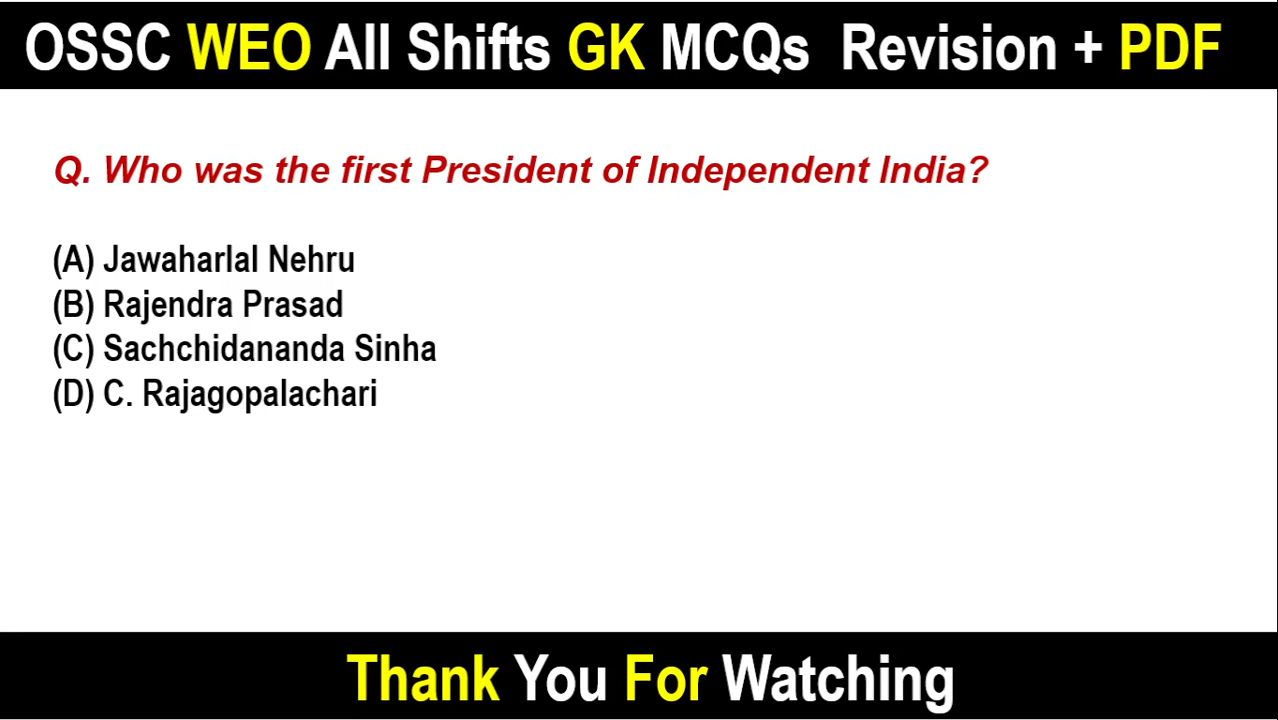 OSSC WEO All Shifts GK MCQs Revision + PDF
Q. Who was the first President of Independent India?
(A) Jawaharlal Nehru
(B) Rajendra Prasad
(C) Sachchidananda Sinha
(D) C. Rajagopalachari
Thank You For Watching